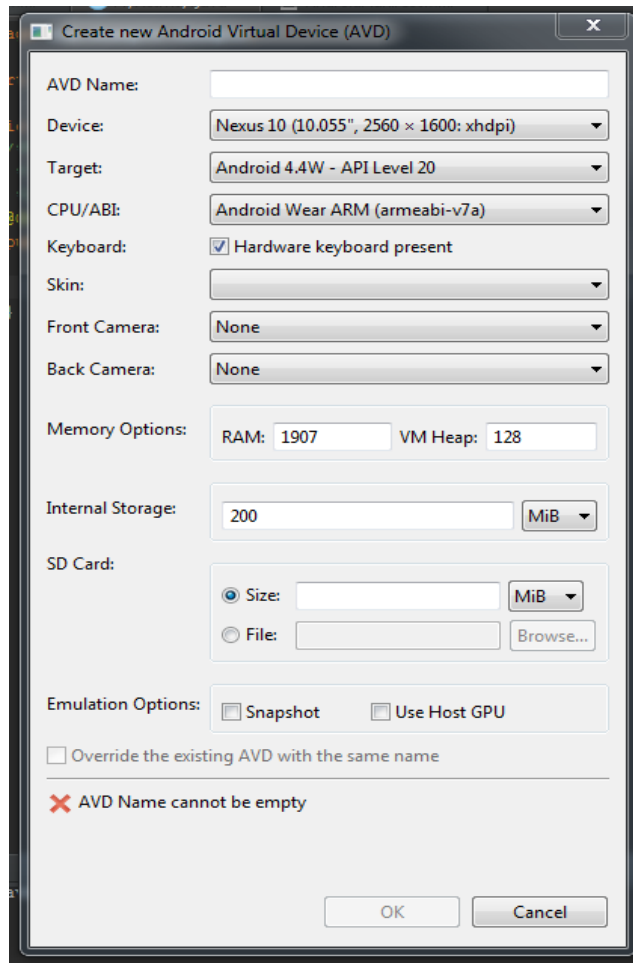 Create new Android Virtual Device (AVD)
AVD Name:
Device: Nexus 10 (10.055", 2560 × 1600: xhdpi)
Target: Android 4.4W - API Level 20
CPU/ABI: Android Wear ARM (armeabi-v7a)
Keyboard: Hardware keyboard present
Skin:
Front Camera: None
Back Camera: None
Memory Options: RAM: 1907 VM Heap: 128
Internal Storage: 200 MiB
SD Card:
Size: MiB
File: Browse...
Emulation Options: Snapshot Use Host GPU
Override the existing AVD with the same name
AVD Name cannot be empty
OK Cancel